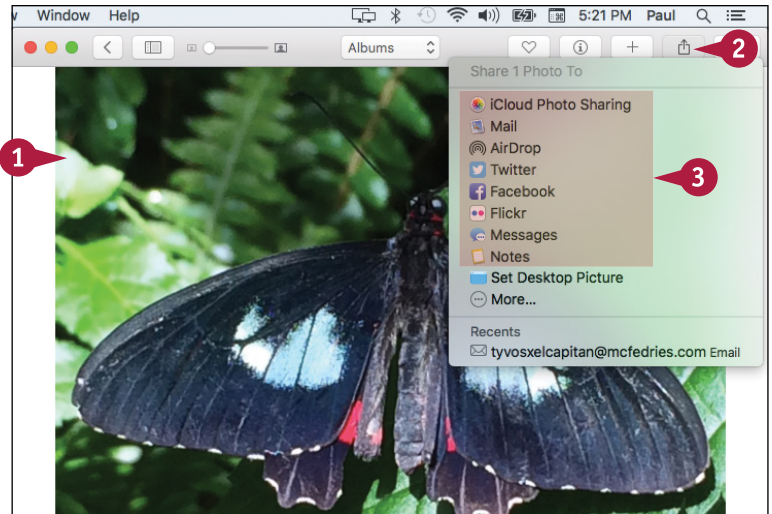 Window Help 5:21 PM Paul
Albums
2
Share 1 Photo To
iCloud Photo Sharing
Mail
1
AirDrop
Twitter
3
Facebook
Flickr
Messages
Notes
Set Desktop Picture
More...
Recents
tyvosxelcapitan@mcfedries.com Email